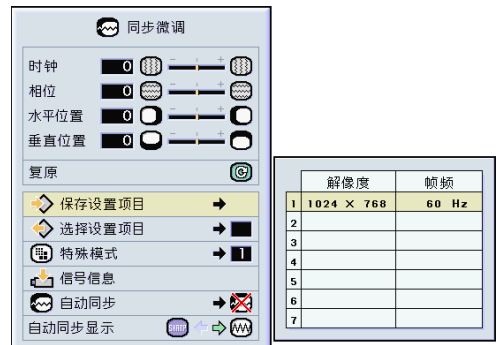 同步微调
时钟 0 - +
相位 0 - +
水平位置 0 - +
垂直位置 0 - +
复原
保存设置项目
选择设置项目
特殊模式 1
信号信息
自动同步
自动同步显示 SHARP
解像度 帧频
1 1024 × 768 60 Hz
2
3
4
5
6
7